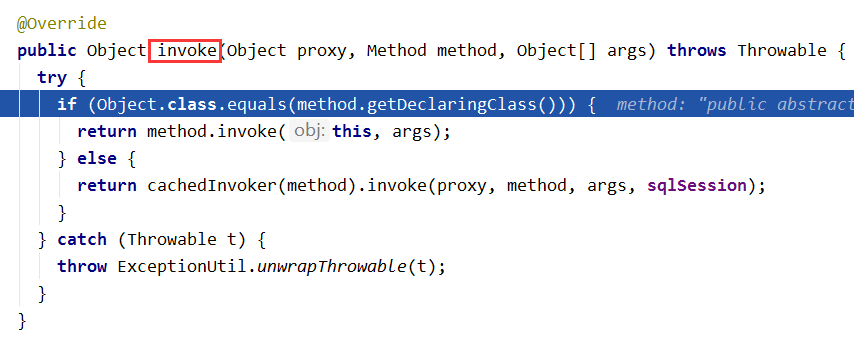 @Override
public Object invoke(Object proxy, Method method, Object[] args) throws Throwable {
try {
if (Object.class.equals(method.getDeclaringClass())) { method: "public abstract
return method.invoke( obj: this, args);
} else {
return cachedInvoker(method).invoke(proxy, method, args, sqlSession);
}
} catch (Throwable t) {
throw ExceptionUtil.unwrapThrowable(t);
}
}